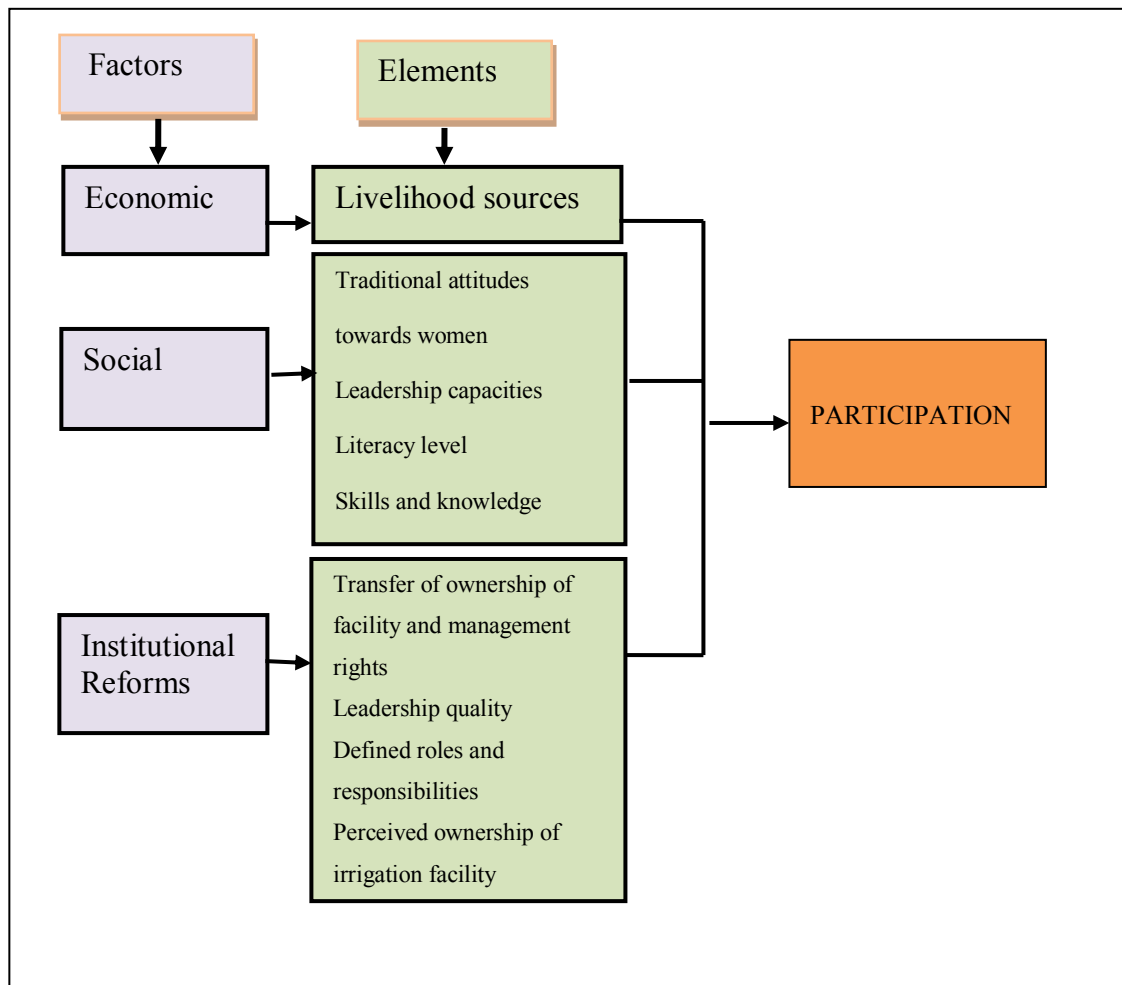 Factors
Elements
Economic
Livelihood sources
Social
Traditional attitudes
towards women
Leadership capacities
Literacy level
Skills and knowledge
PARTICIPATION
Institutional
Reforms
Transfer of ownership of
facility and management
rights
Leadership quality
Defined roles and
responsibilities
Perceived ownership of
irrigation facility